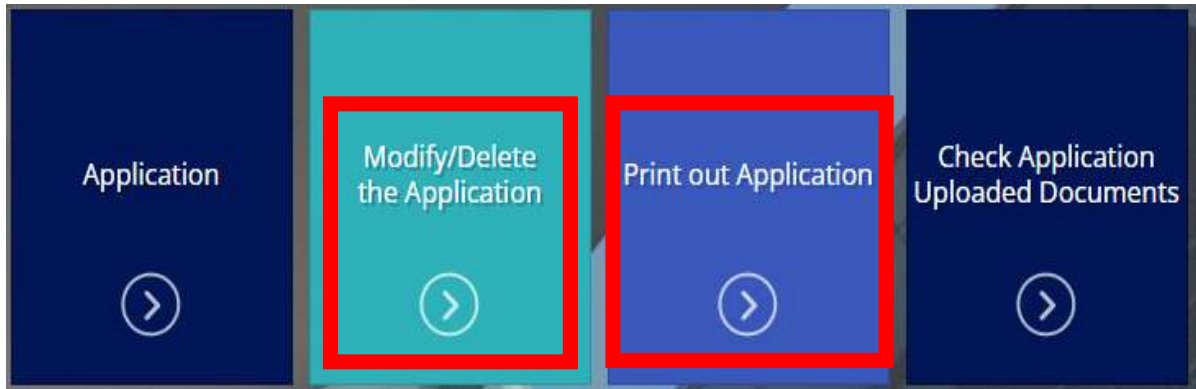 Application
Modify/Delete
the Application
Print out Application
Check Application
Uploaded Documents